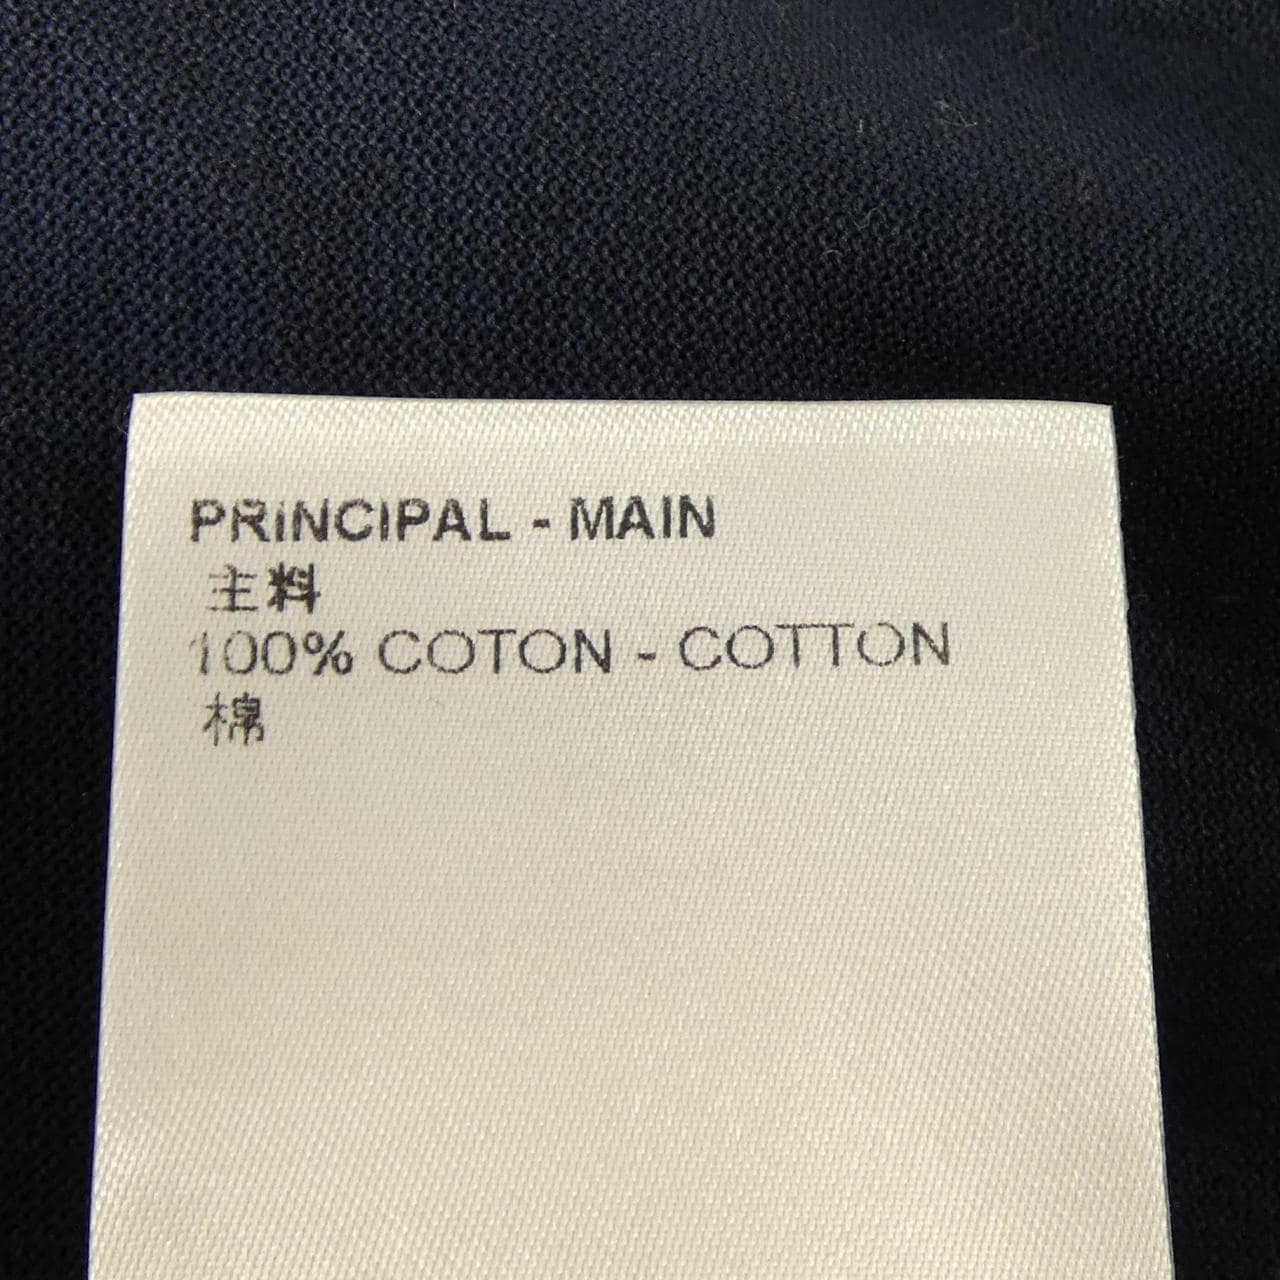 PRINCIPAL - MAIN
主料
100% COTON - COTTON
棉